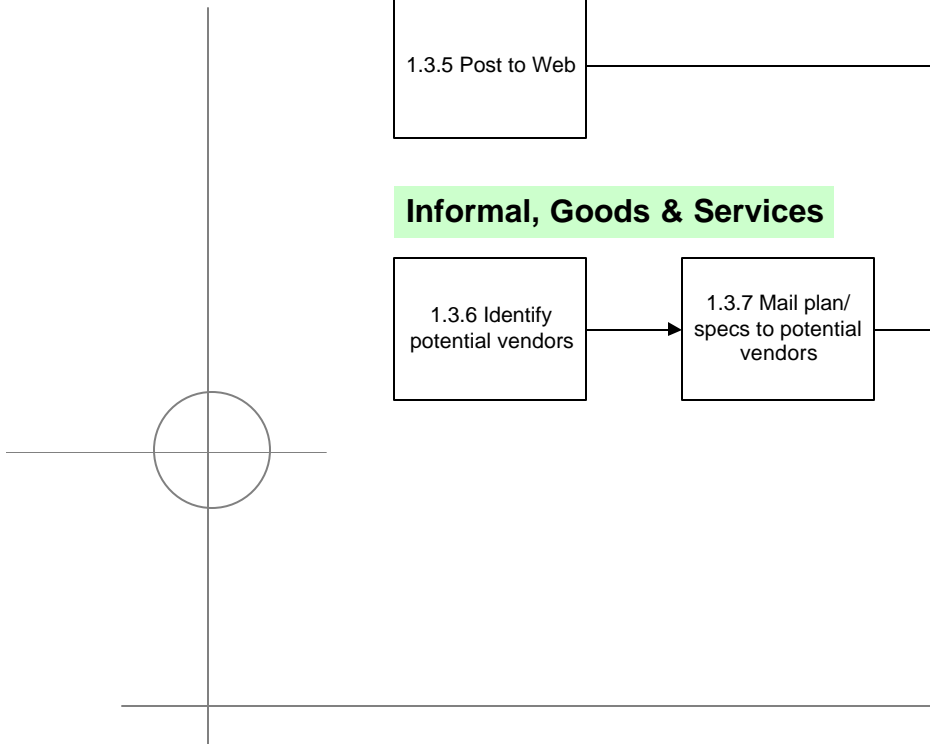 1.3.5 Post to Web
Informal, Goods & Services
1.3.6 Identify
potential vendors
1.3.7 Mail plan/
specs to potential
vendors